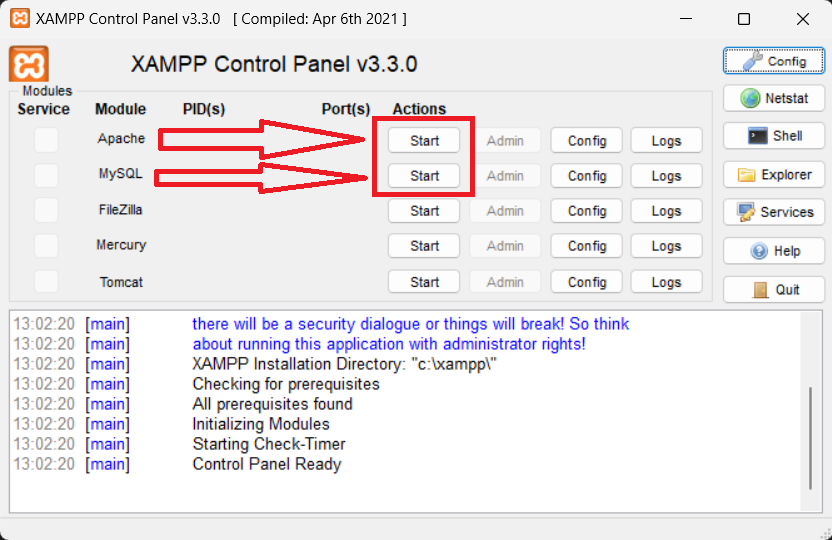 XAMPP Control Panel v3.3.0 [ Compiled: Apr 6th 2021 ]
XAMPP Control Panel v3.3.0
Config
Modules
Service Module PID(s) Port(s) Actions
Netstat
Apache Start Admin Config Logs
Shell
MySQL Start Admin Config Logs
Explorer
FileZilla Start Admin Config Logs
Services
Mercury Start Admin Config Logs
Help
Tomcat Start Admin Config Logs
Quit
13:02:20 [main] there will be a security dialogue or things will break! So think
13:02:20 [main] about running this application with administrator rights!
13:02:20 [main] XAMPP Installation Directory: "c:\xampp\"
13:02:20 [main] Checking for prerequisites
13:02:20 [main] All prerequisites found
13:02:20 [main] Initializing Modules
13:02:20 [main] Starting Check-Timer
13:02:20 [main] Control Panel Ready